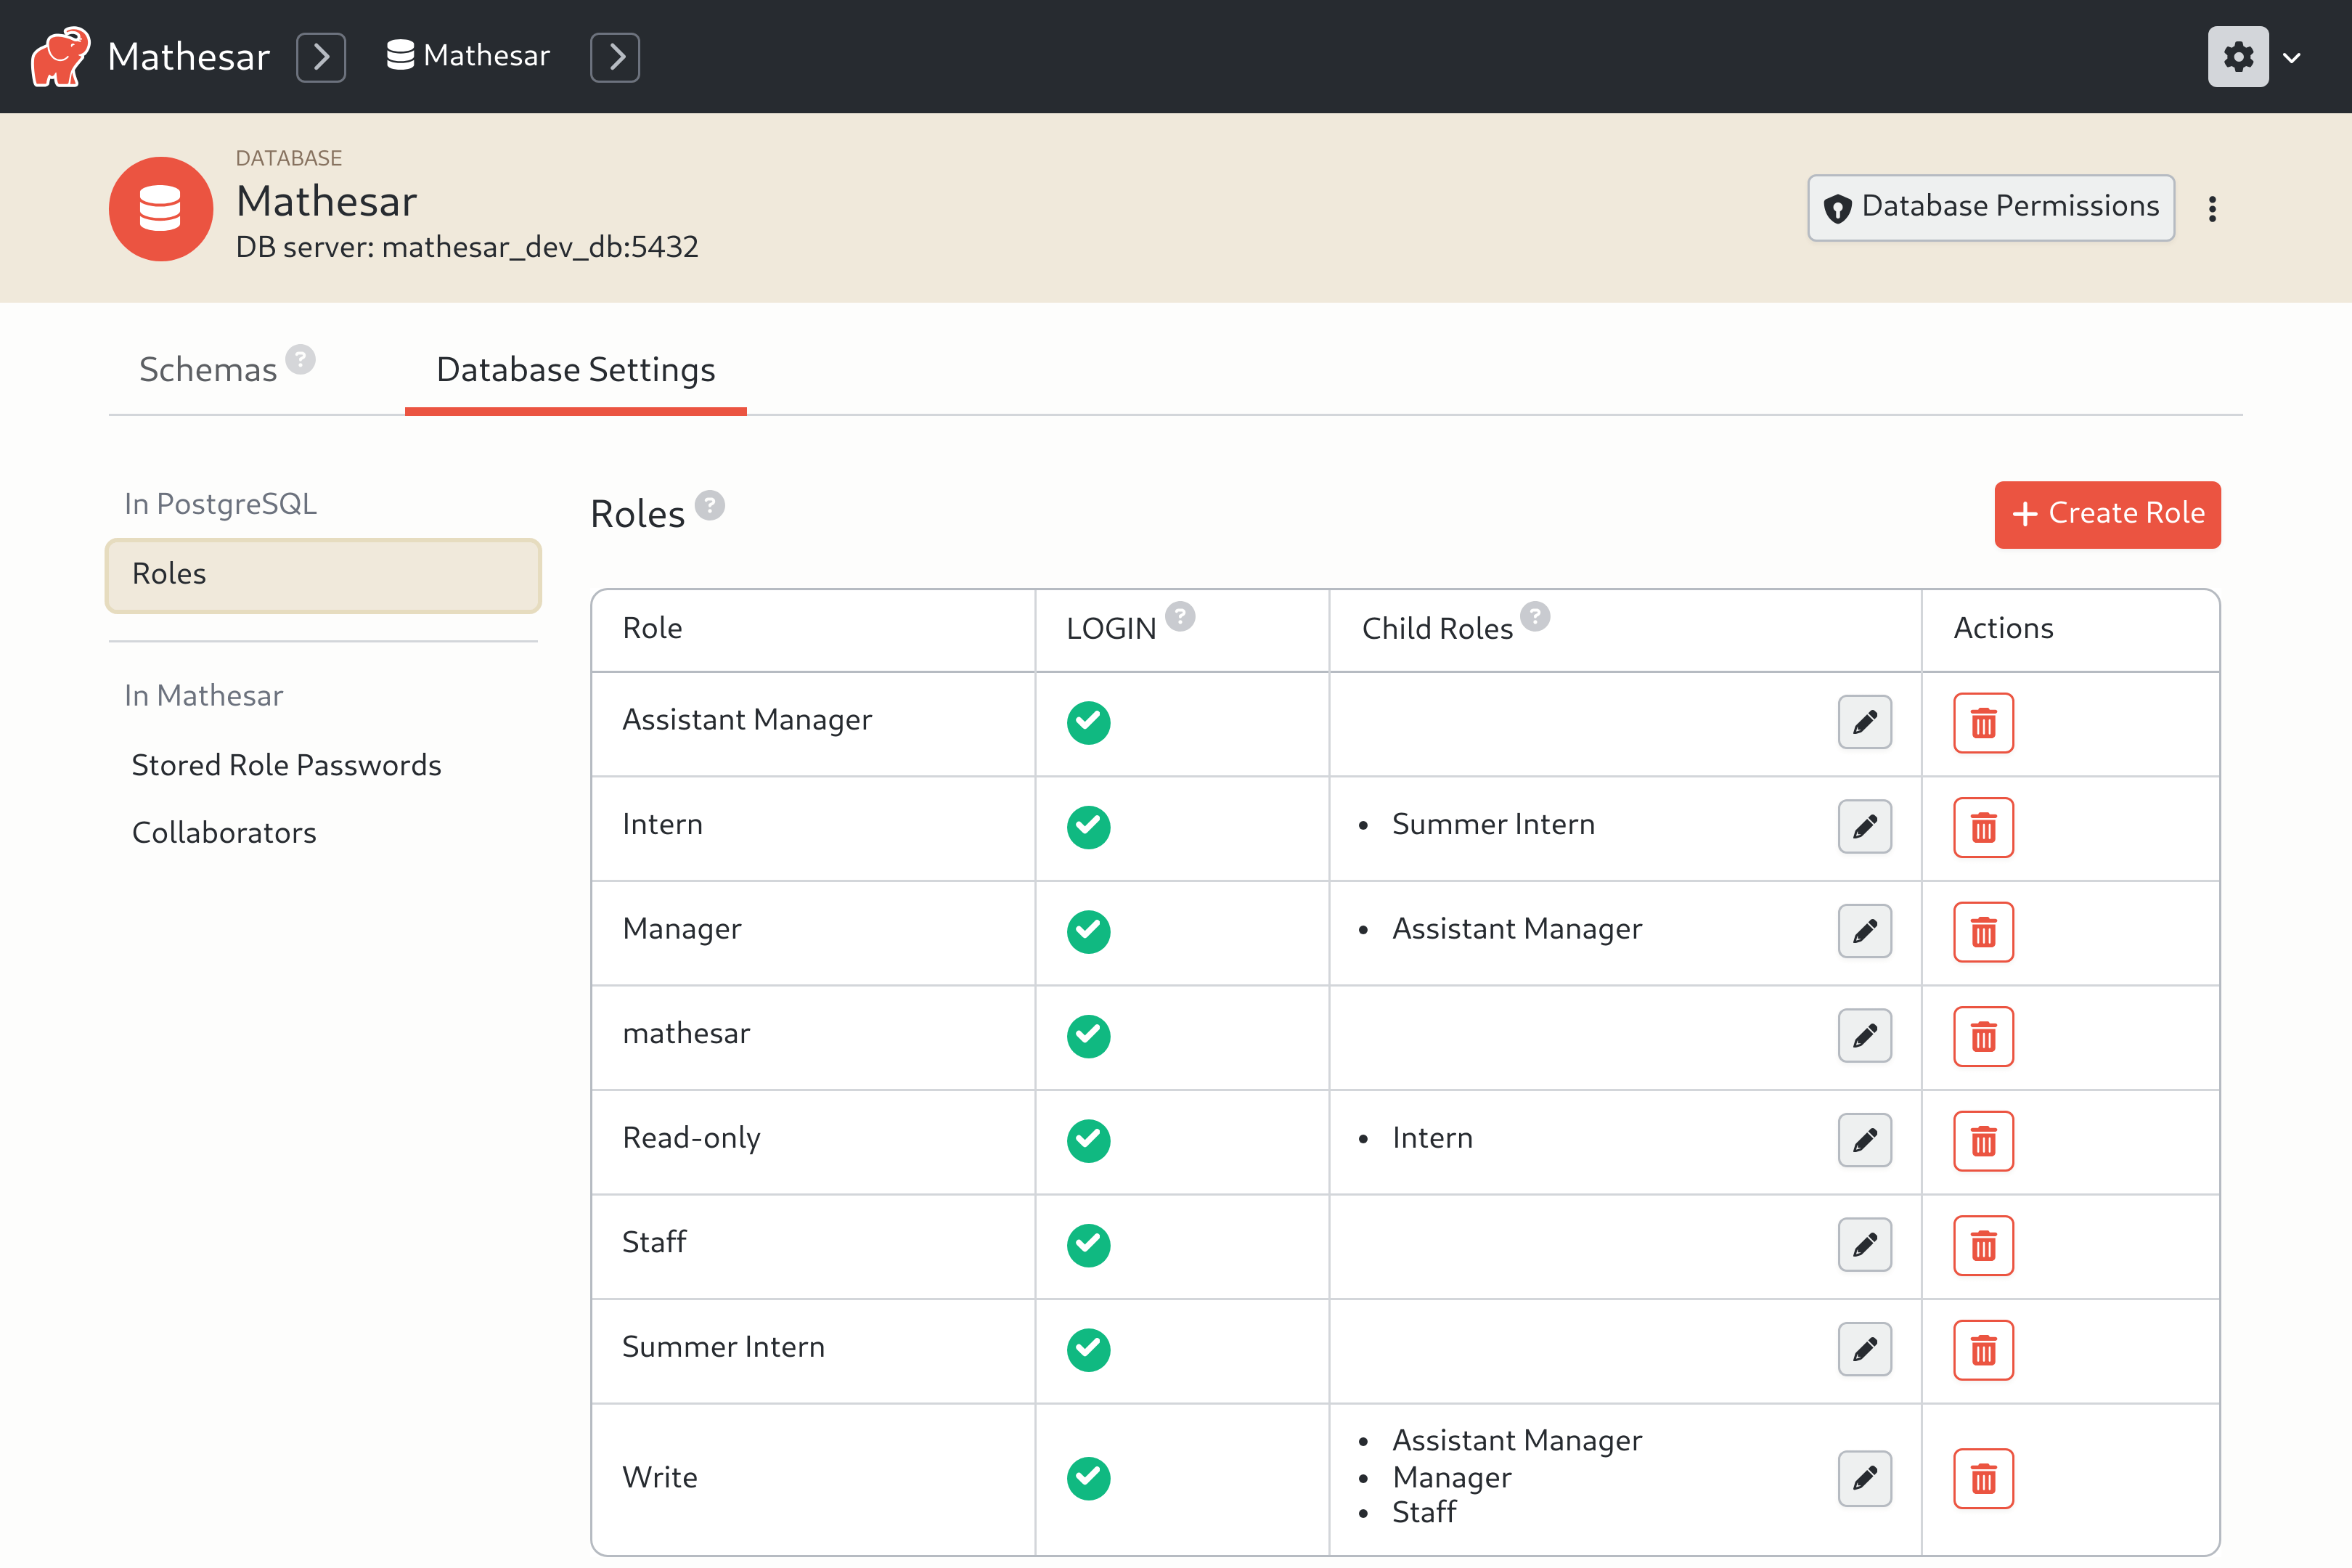 Mathesar
Mathesar
DATABASE
Mathesar
DB server: mathesar_dev_db:5432
Database Permissions
Schemas ?
Database Settings
In PostgreSQL
Roles
In Mathesar
Stored Role Passwords
Collaborators
Roles ?
+ Create Role
Role LOGIN ? Child Roles ? Actions
Assistant Manager
Intern • Summer Intern
Manager • Assistant Manager
mathesar
Read-only • Intern
Staff
Summer Intern
Write
• Assistant Manager
• Manager
• Staff